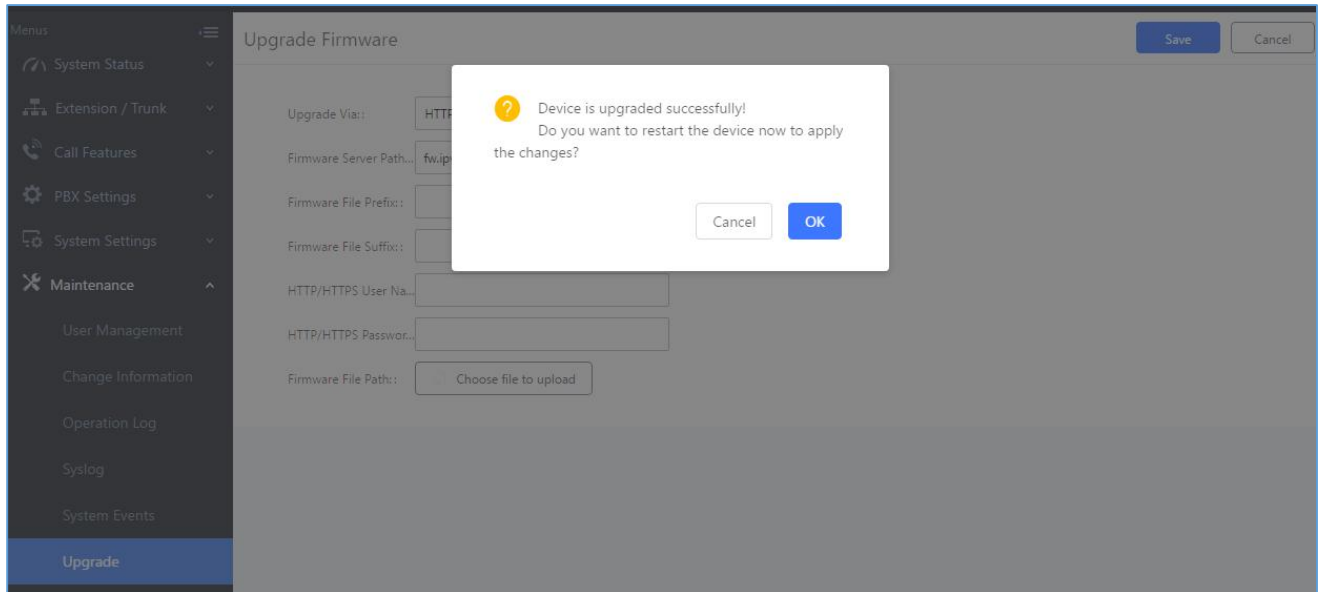 Menus
System Status
Extension / Trunk
Call Features
PBX Settings
System Settings
Maintenance
User Management
Change Information
Operation Log
Syslog
System Events
Upgrade
Upgrade Firmware
Save
Cancel
Upgrade Via::
HTTP
Firmware Server Path...
fw.ip
Firmware File Prefix::
Firmware File Suffix::
HTTP/HTTPS User Na...
HTTP/HTTPS Passwor...
Firmware File Path::
Choose file to upload
?
Device is upgraded successfully!
Do you want to restart the device now to apply
the changes?
Cancel
OK